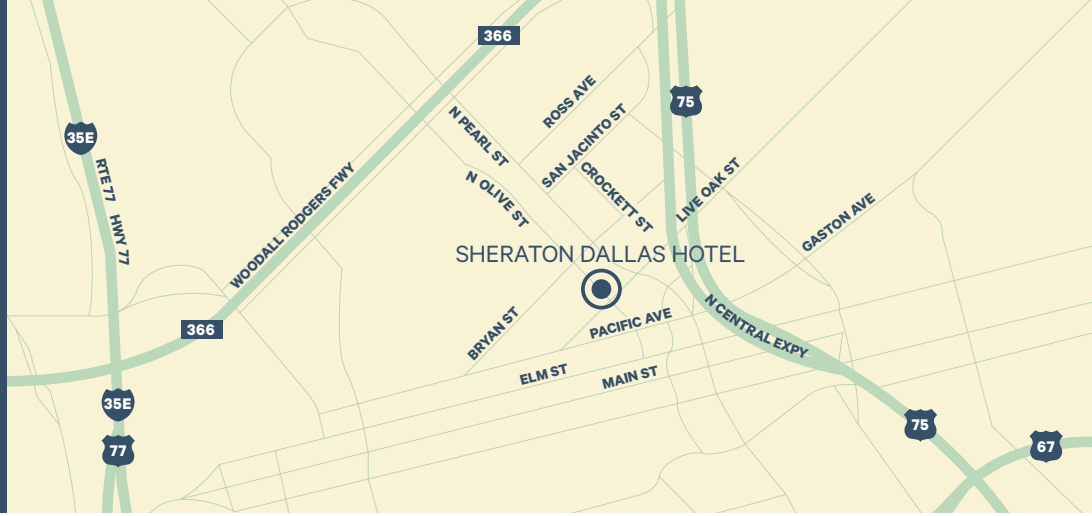 366
ROSS AVE
75
35E
SAN JACINTO ST
N PEARL ST
RTE 77
HWY 77
WOODALL RODGERS FWY
N OLIVE ST
CROCKETT ST
LIVE OAK ST
GASTON AVE
SHERATON DALLAS HOTEL
366
BRYAN ST
PACIFIC AVE
N CENTRAL EXPY
ELM ST
MAIN ST
35E
77
75
67